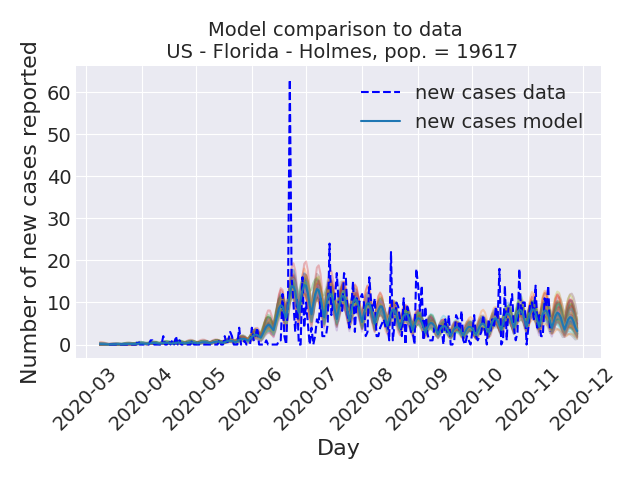 Model comparison to data
US - Florida - Holmes, pop. = 19617
new cases data
new cases model
Number of new cases reported
60
50
40
30
20
10
0
2020-03
2020-04
2020-05
2020-06
2020-07
2020-08
2020-09
2020-10
2020-11
2020-12
Day